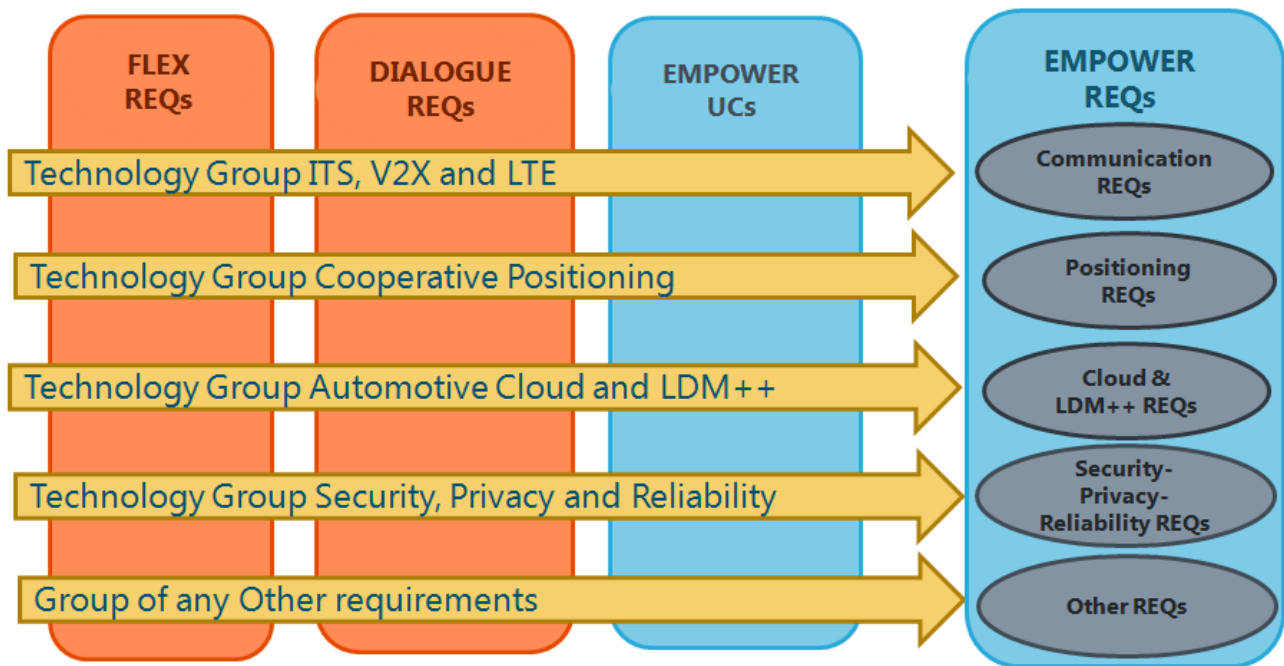 FLEX
REQs
DIALOGUE
REQs
EMPOWER
UCs
EMPOWER
REQs
Technology Group ITS, V2X and LTE
Communication
REQs
Technology Group Cooperative Positioning
Positioning
REQs
Technology Group Automotive Cloud and LDM++
Cloud &
LDM++ REQs
Technology Group Security, Privacy and Reliability
Security-
Privacy-
Reliability REQs
Group of any Other requirements
Other REQs